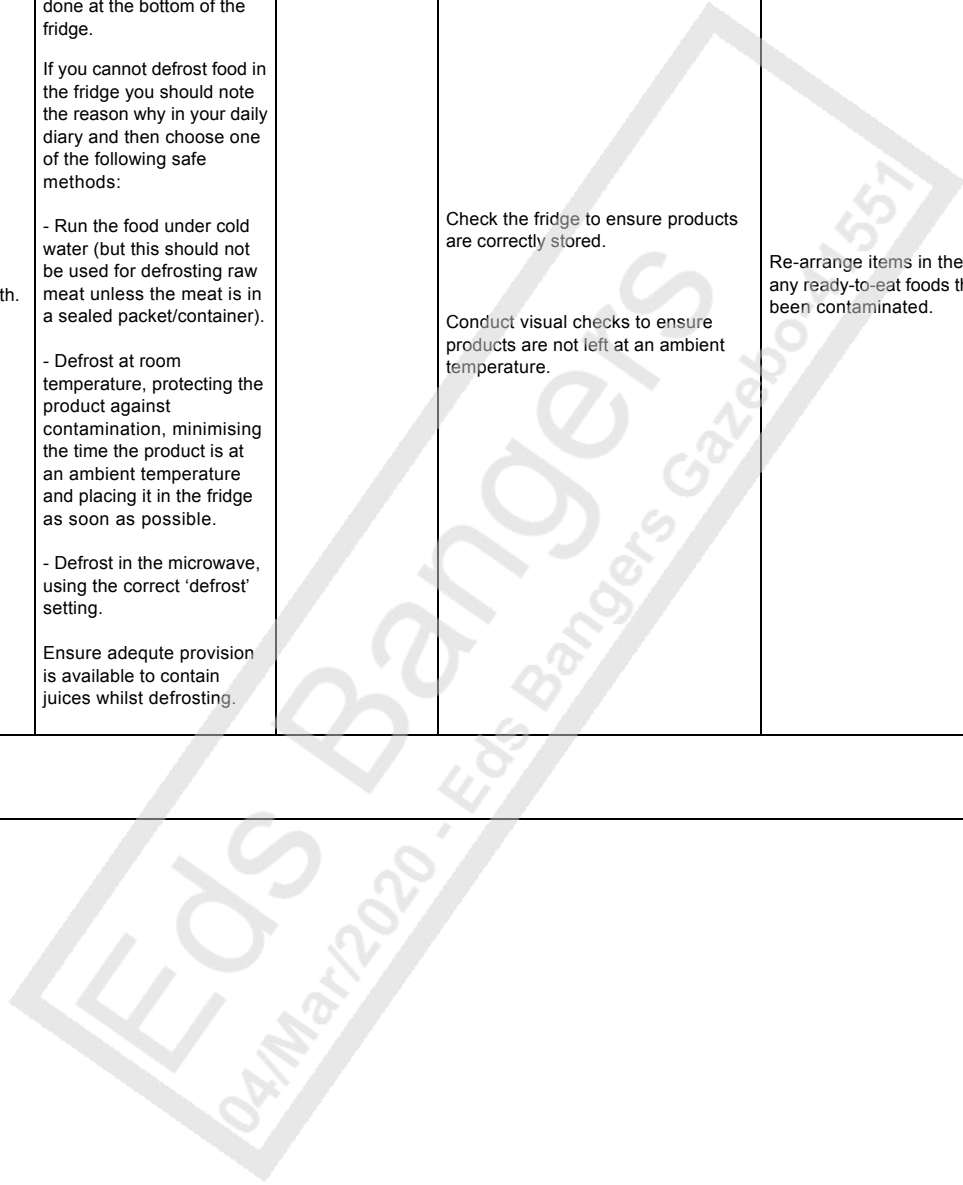 done at the bottom of the
fridge.
If you cannot defrost food in
the fridge you should note
the reason why in your daily
diary and then choose one
of the following safe
methods:
- Run the food under cold
water (but this should not
be used for defrosting raw
meat unless the meat is in
a sealed packet/container).
- Defrost at room
temperature, protecting the
product against
contamination, minimising
the time the product is at
an ambient temperature
and placing it in the fridge
as soon as possible.
- Defrost in the microwave,
using the correct ‘defrost’
setting.
Ensure adequte provision
is available to contain
juices whilst defrosting.
th.
Check the fridge to ensure products
are correctly stored.
Conduct visual checks to ensure
products are not left at an ambient
temperature.
Re-arrange items in the
any ready-to-eat foods th
been contaminated.
Eds Bangers
04/Mar/2020 - Eds Bangers Gazebo-41551